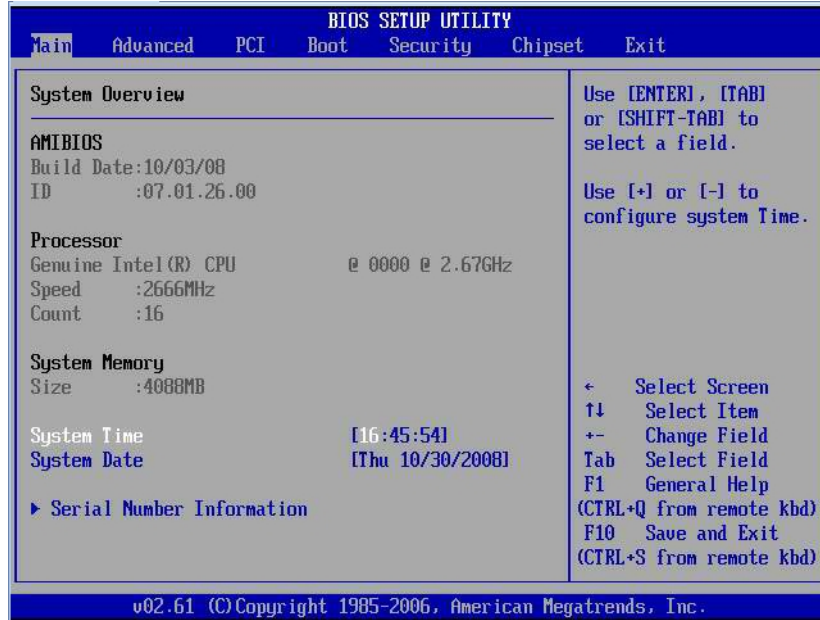 BIOS SETUP UTILITY
Main Advanced PCI Boot Security Chipset Exit
System Overview
AMIBIOS
Build Date:10/03/08
ID :07.01.26.00
Processor
Genuine Intel(R) CPU @ 0000 @ 2.67GHz
Speed :2666MHz
Count :16
System Memory
Size :4088MB
System Time [16:45:54]
System Date [Thu 10/30/2008]
▶ Serial Number Information
Use [ENTER], [TAB]
or [SHIFT-TAB] to
select a field.
Use [+] or [-] to
configure system Time.
← Select Screen
↑↓ Select Item
+- Change Field
Tab Select Field
F1 General Help
(CTRL+Q from remote kbd)
F10 Save and Exit
(CTRL+S from remote kbd)
v02.61 (C)Copyright 1985-2006, American Megatrends, Inc.